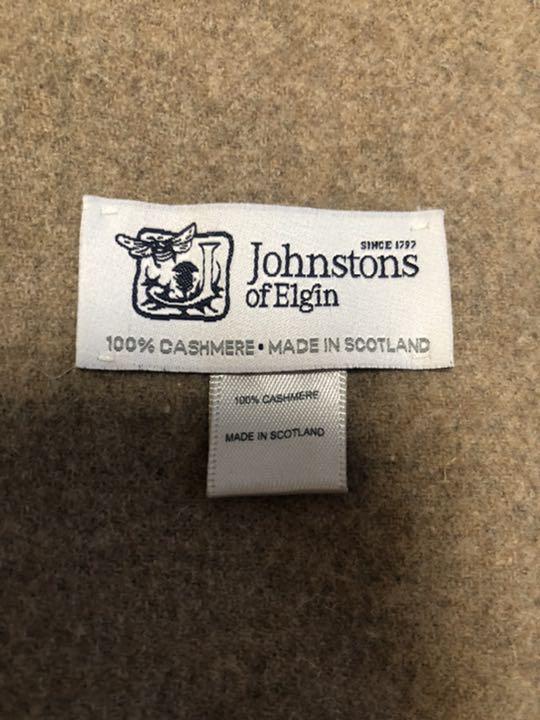 SINCE 1797
Johnstons
of Elgin
100% CASHMERE • MADE IN SCOTLAND
100% CASHMERE
MADE IN SCOTLAND